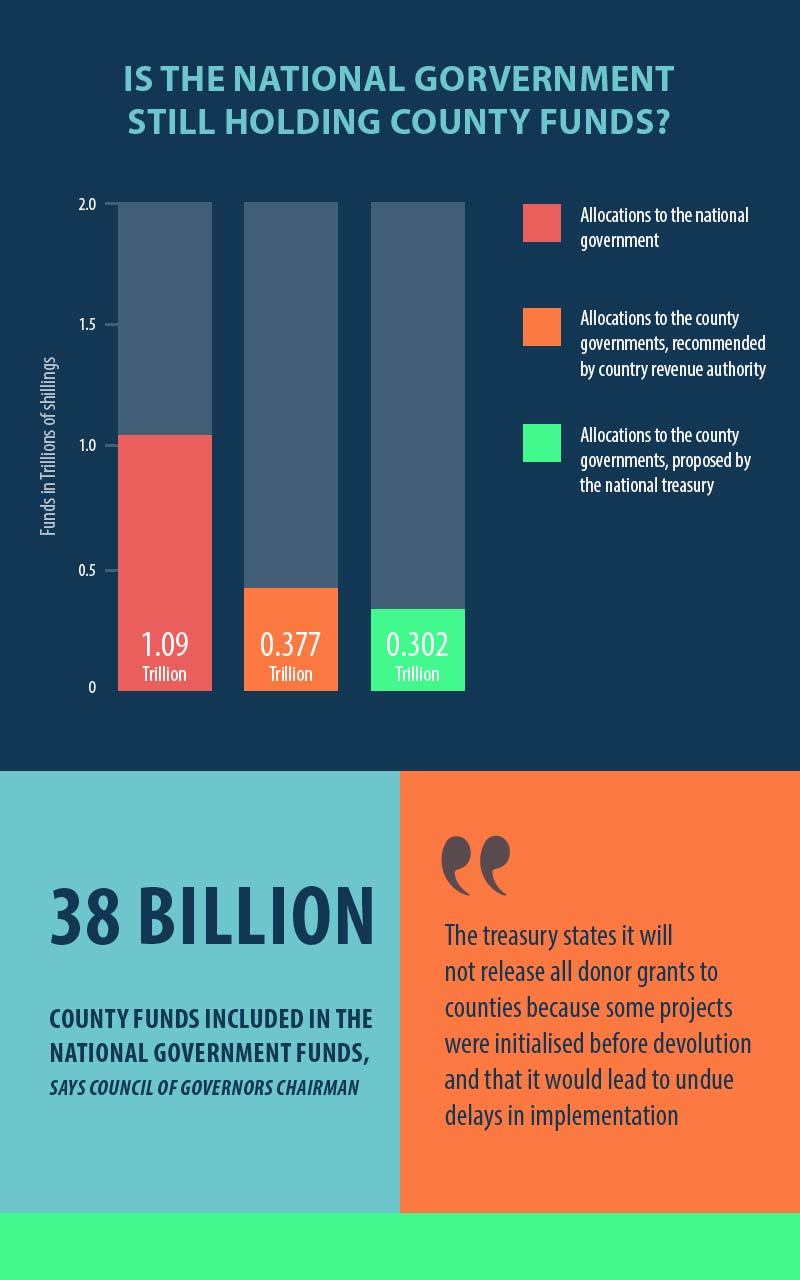 IS THE NATIONAL GORVERNMENT
STILL HOLDING COUNTY FUNDS?
Funds in Trillions of shillings
2.0
1.5
1.0
0.5
0
1.09
Trillion
0.377
Trillion
0.302
Trillion
Allocations to the national
government
Allocations to the county
governments, recommended
by country revenue authority
Allocations to the county
governments, proposed by
the national treasury
38 BILLION
COUNTY FUNDS INCLUDED IN THE
NATIONAL GOVERNMENT FUNDS,
SAYS COUNCIL OF GOVERNORS CHAIRMAN
"
The treasury states it will
not release all donor grants to
counties because some projects
were initialised before devolution
and that it would lead to undue
delays in implementation